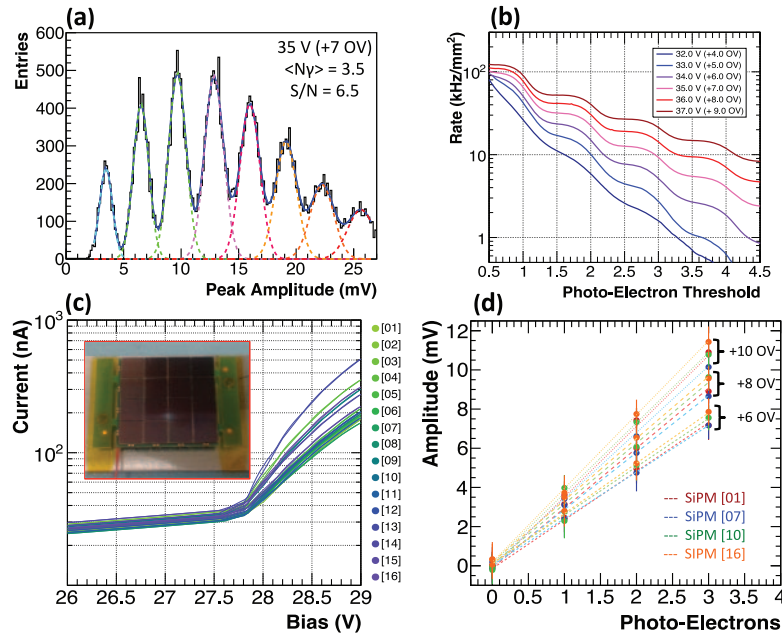 (a)
35 V (+7 OV)
<Nγ> = 3.5
S/N = 6.5
Entries
600
500
400
300
200
100
0
0 5 10 15 20 25
Peak Amplitude (mV)
(b)
Rate (kHz/mm²)
10²
10
1
32.0 V (+4.0 OV)
33.0 V (+5.0 OV)
34.0 V (+6.0 OV)
35.0 V (+7.0 OV)
36.0 V (+8.0 OV)
37.0 V (+ 9.0 OV)
0.5 1 1.5 2 2.5 3 3.5 4 4.5
Photo-Electron Threshold
(c)
Current (nA)
10³
10²
26 26.5 27 27.5 28 28.5 29
Bias (V)
[01]
[02]
[03]
[04]
[05]
[06]
[07]
[08]
[09]
[10]
[11]
[12]
[13]
[14]
[15]
[16]
(d)
Amplitude (mV)
12
10
8
6
4
2
0
+10 OV
+8 OV
+6 OV
SiPM [01]
SiPM [07]
SiPM [10]
SIPM [16]
0 0.5 1 1.5 2 2.5 3 3.5 4
Photo-Electrons